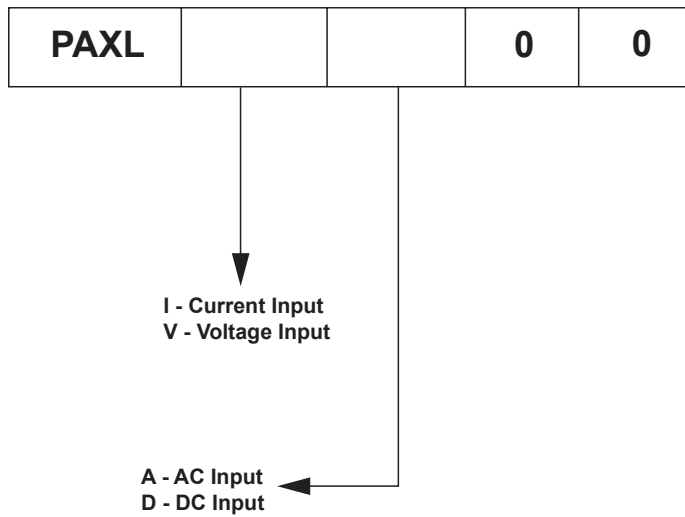 PAXL 0 0
I - Current Input
V - Voltage Input
A - AC Input
D - DC Input